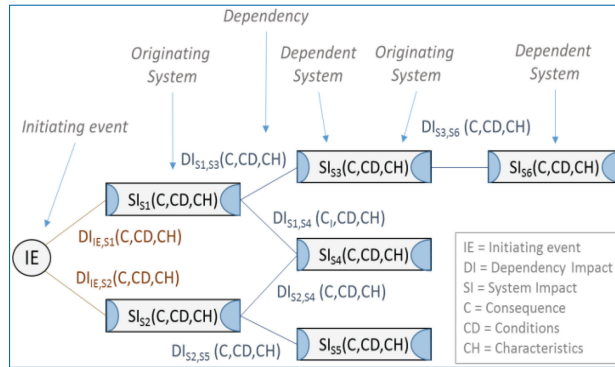 Dependency
Originating
System
Dependent
System
Originating
System
Dependent
System
Initiating event
DI_S3,S6 (C,CD,CH)
DI_S1,S3(C,CD,CH)
SI_S1(C,CD,CH)
SI_S3(C,CD,CH)
SI_S6(C,CD,CH)
DI_S1,S4 (C,CD,CH)
DI_IE,S1(C,CD,CH)
IE
SI_S4(C,CD,CH)
DI_IE,S2(C,CD,CH)
DI_S2,S4 (C,CD,CH)
SI_S2(C,CD,CH)
SI_S5(C,CD,CH)
DI_S2,S5 (C,CD,CH)
IE = Initiating event
DI = Dependency Impact
SI = System Impact
C = Consequence
CD = Conditions
CH = Characteristics